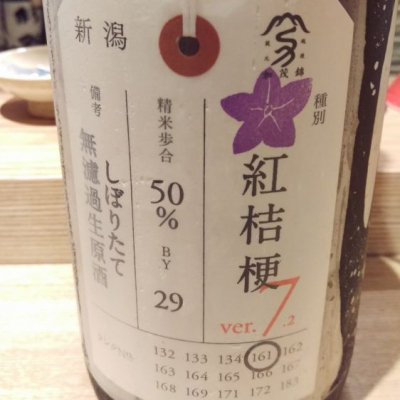 新潟
加茂錦
種別
紅桔梗
ver.7.2
精米歩合
50%
BY
29
備考
しぼりたて
無濾過生原酒
132 133 134 161 162
163 164 165 166 167
168 169 171 172 183